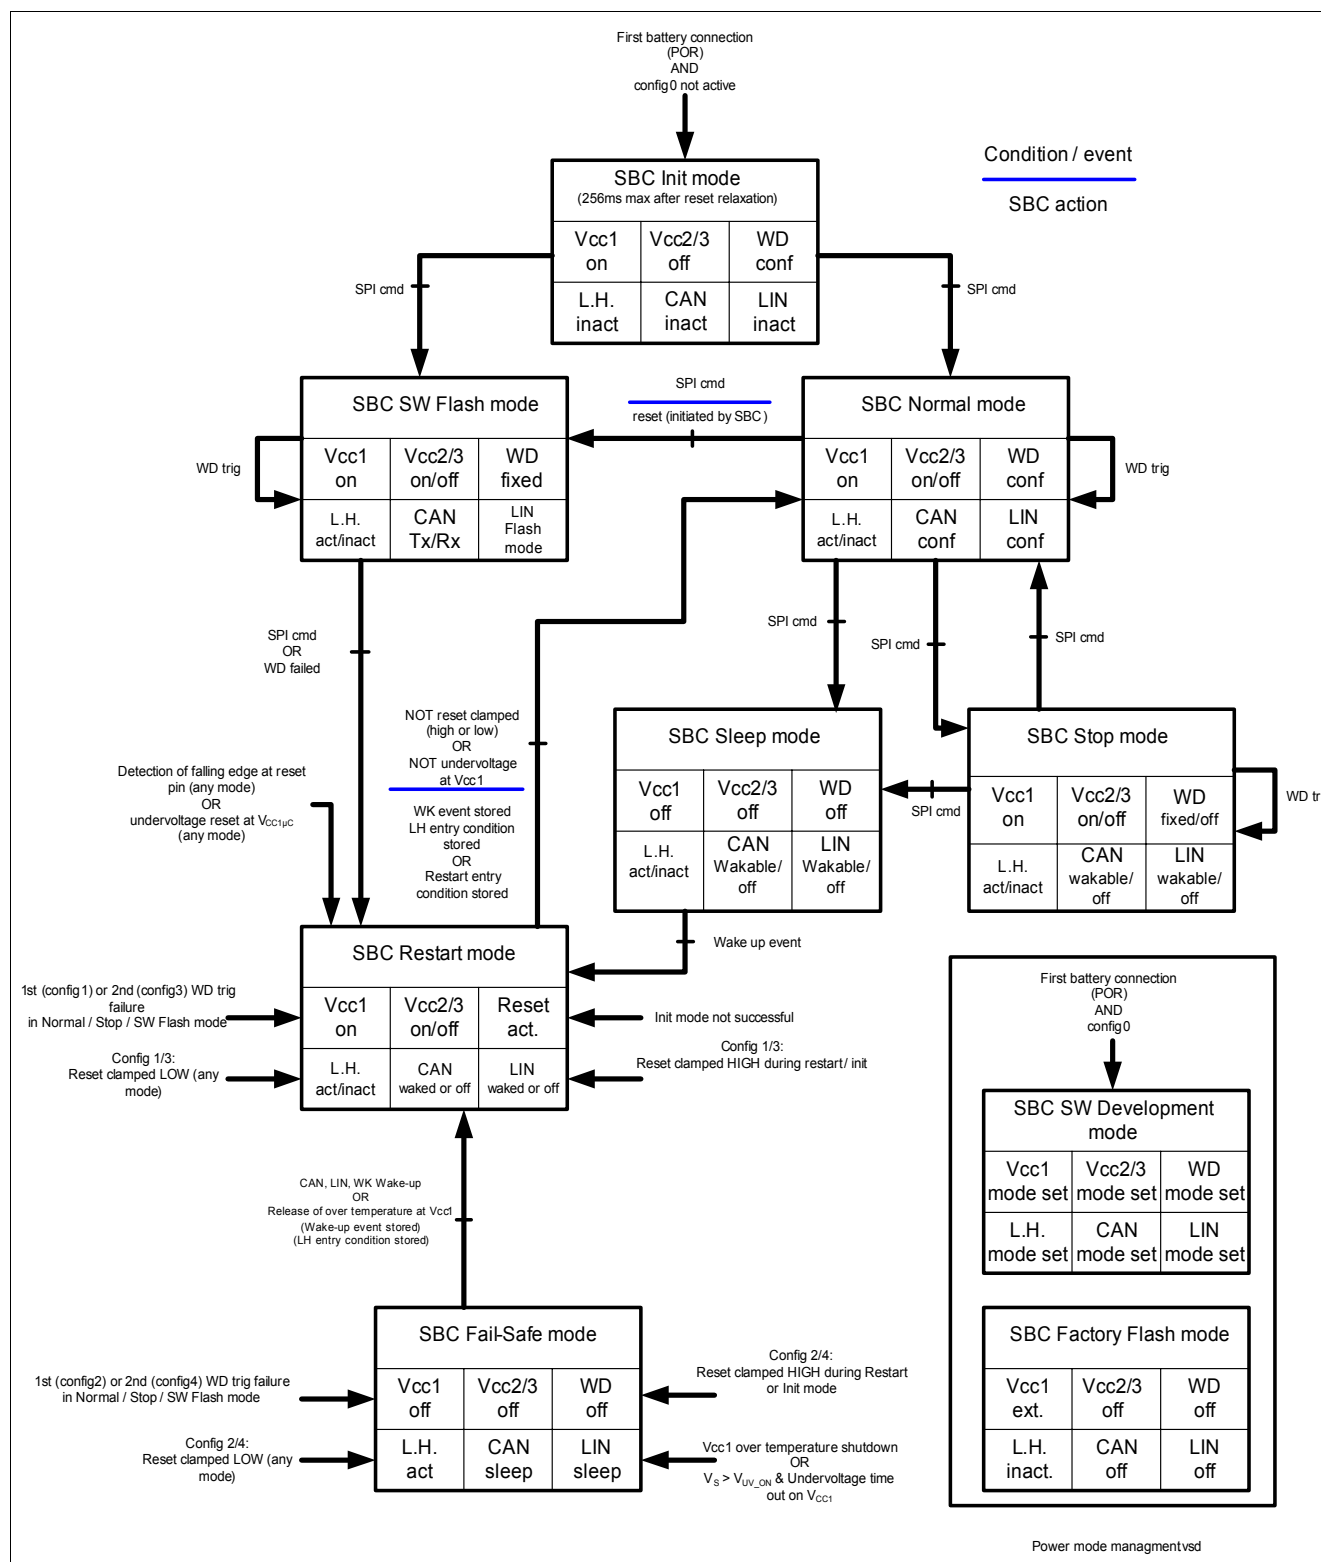 First battery connection
(POR)
AND
config0 not active
Condition / event
SBC action
SBC Init mode
(256ms max after reset relaxation)
Vcc1
on
Vcc2/3
off
WD
conf
L.H.
inact
CAN
inact
LIN
inact
SPI cmd
SPI cmd
SBC SW Flash mode
Vcc1
on
Vcc2/3
on/off
WD
fixed
L.H.
act/inact
CAN
Tx/Rx
LIN
Flash
mode
WD trig
SPI cmd
reset (initiated by SBC)
SBC Normal mode
Vcc1
on
Vcc2/3
on/off
WD
conf
L.H.
act/inact
CAN
conf
LIN
conf
WD trig
SPI cmd
OR
WD failed
SPI cmd
SPI cmd
SPI cmd
NOT reset clamped
(high or low)
OR
NOT undervoltage
at Vcc1
WK event stored
LH entry condition
stored
OR
Restart entry
condition stored
Detection of falling edge at reset
pin (any mode)
OR
undervoltage reset at VCC1µC
(any mode)
SBC Sleep mode
Vcc1
off
Vcc2/3
off
WD
off
L.H.
act/inact
CAN
Wakable/
off
LIN
Wakable/
off
SPI cmd
SBC Stop mode
Vcc1
on
Vcc2/3
on/off
WD
fixed/off
L.H.
act/inact
CAN
wakable/
off
LIN
wakable/
off
WD tr
Wake up event
SBC Restart mode
Vcc1
on
Vcc2/3
on/off
Reset
act.
L.H.
act/inact
CAN
waked or off
LIN
waked or off
1st (config1) or 2nd (config3) WD trig
failure
in Normal / Stop / SW Flash mode
Config 1/3:
Reset clamped LOW (any
mode)
Init mode not successful
Config 1/3:
Reset clamped HIGH during restart/ init
First battery connection
(POR)
AND
config0
SBC SW Development
mode
Vcc1
mode set
Vcc2/3
mode set
WD
mode set
L.H.
mode set
CAN
mode set
LIN
mode set
CAN, LIN, WK Wake-up
OR
Release of over temperature at Vcc1
(Wake-up event stored)
(LH entry condition stored)
SBC Fail-Safe mode
Vcc1
off
Vcc2/3
off
WD
off
L.H.
act
CAN
sleep
LIN
sleep
1st (config2) or 2nd (config4) WD trig failure
in Normal / Stop / SW Flash mode
Config 2/4:
Reset clamped LOW (any
mode)
Config 2/4:
Reset clamped HIGH during Restart
or Init mode
Vcc1 over temperature shutdown
OR
VS > VUV_ON & Undervoltage time
out on VCC1
SBC Factory Flash mode
Vcc1
ext.
Vcc2/3
off
WD
off
L.H.
inact.
CAN
off
LIN
off
Power mode managment vsd